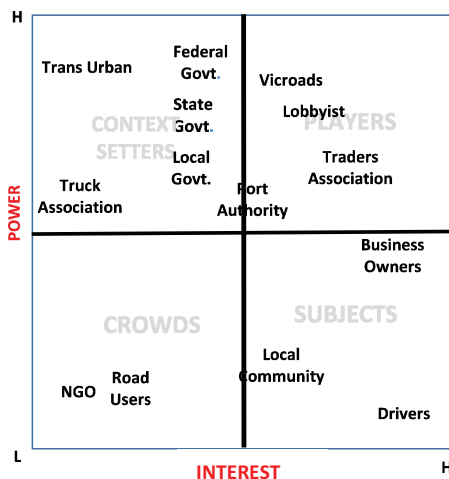 H
Trans Urban
Federal
Govt.
Vicroads
State
Govt.
Lobbyist
CONTEXT
SETTERS
PLAYERS
Local
Govt.
Traders
Association
Truck
Association
Port
Authority
POWER
Business
Owners
CROWDS
SUBJECTS
Local
Community
NGO
Road
Users
Drivers
L
INTEREST
H